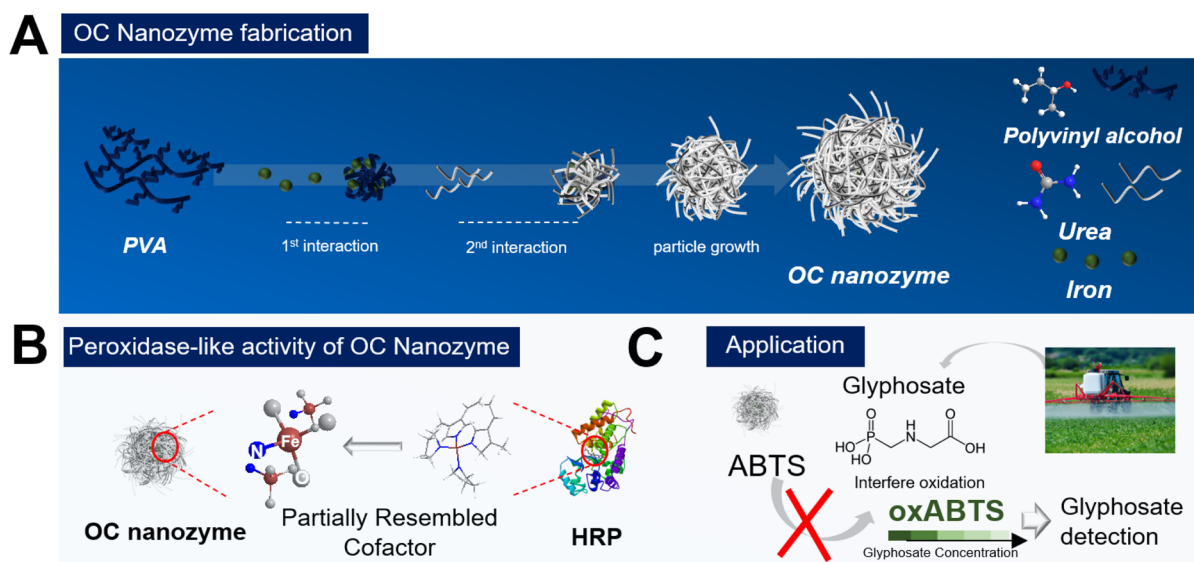 A
OC Nanozyme fabrication
PVA
1st interaction
2nd interaction
particle growth
OC nanozyme
Polyvinyl alcohol
Urea
Iron
B
Peroxidase-like activity of OC Nanozyme
OC nanozyme
N
Fe
Partially Resembled
Cofactor
HRP
C
Application
ABTS
Glyphosate
O
HO
P
HO
H
N
O
OH
Interfere oxidation
oxABTS
Glyphosate Concentration
Glyphosate
detection